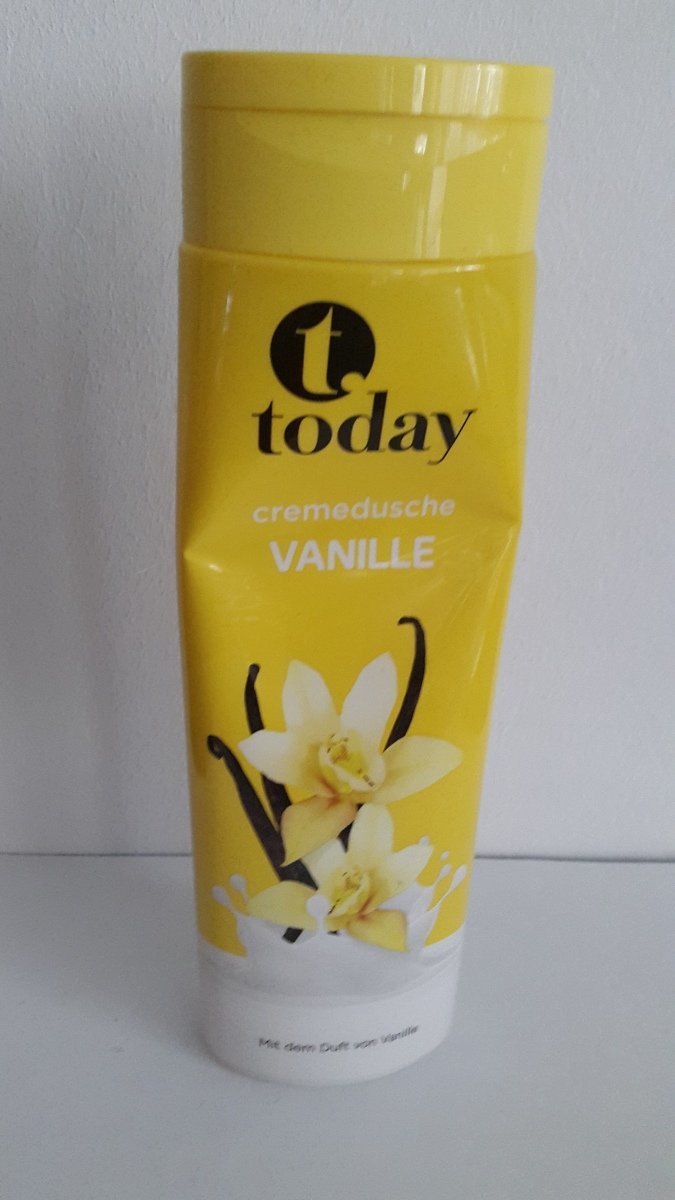 t.
today
cremedusche
VANILLE
Mit dem Duft von Vanille